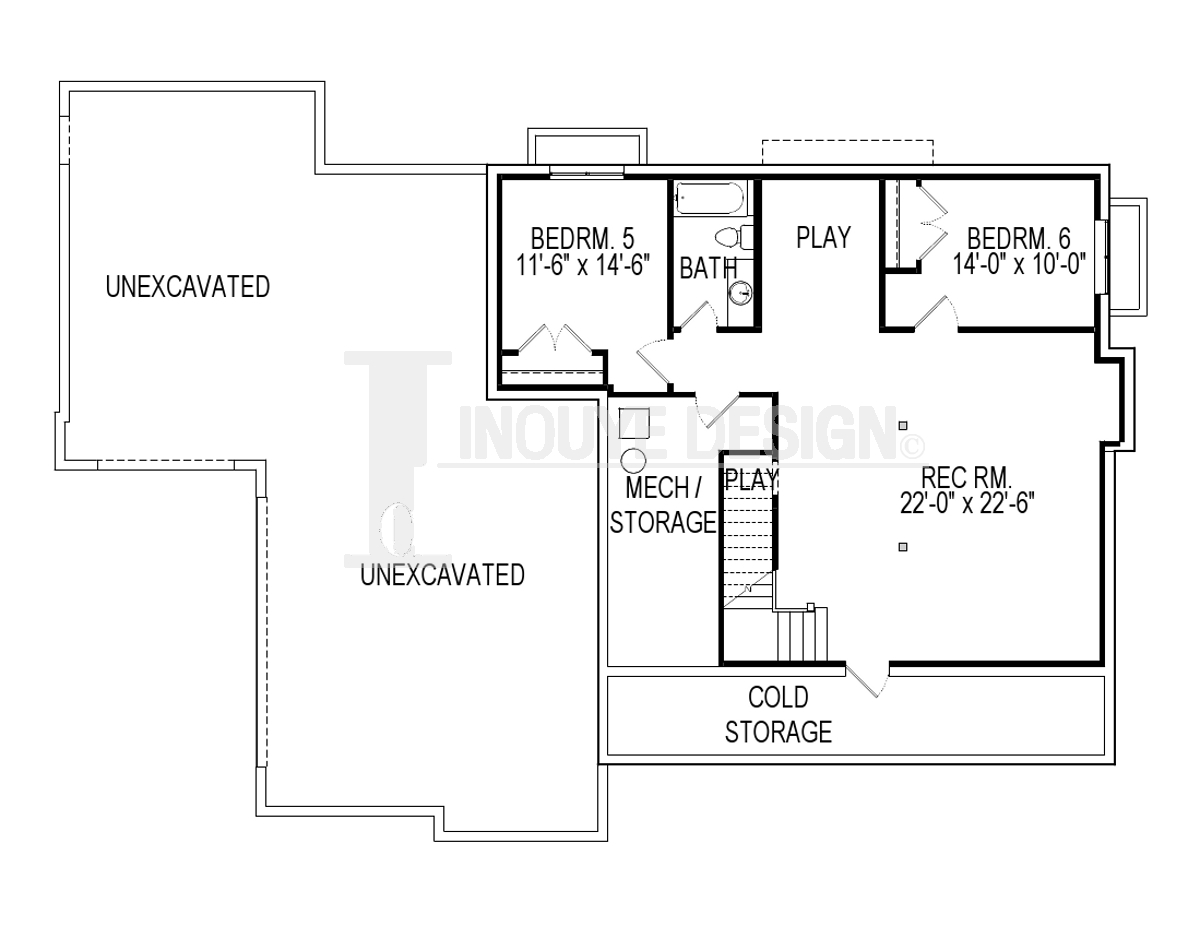 BEDRM. 5
11'-6" x 14'-6"
BATH
PLAY
BEDRM. 6
14'-0" x 10'-0"
UNEXCAVATED
INOUYE DESIGN©
Id
PLAY
MECH /
STORAGE
REC RM.
22'-0" x 22'-6"
UNEXCAVATED
COLD
STORAGE